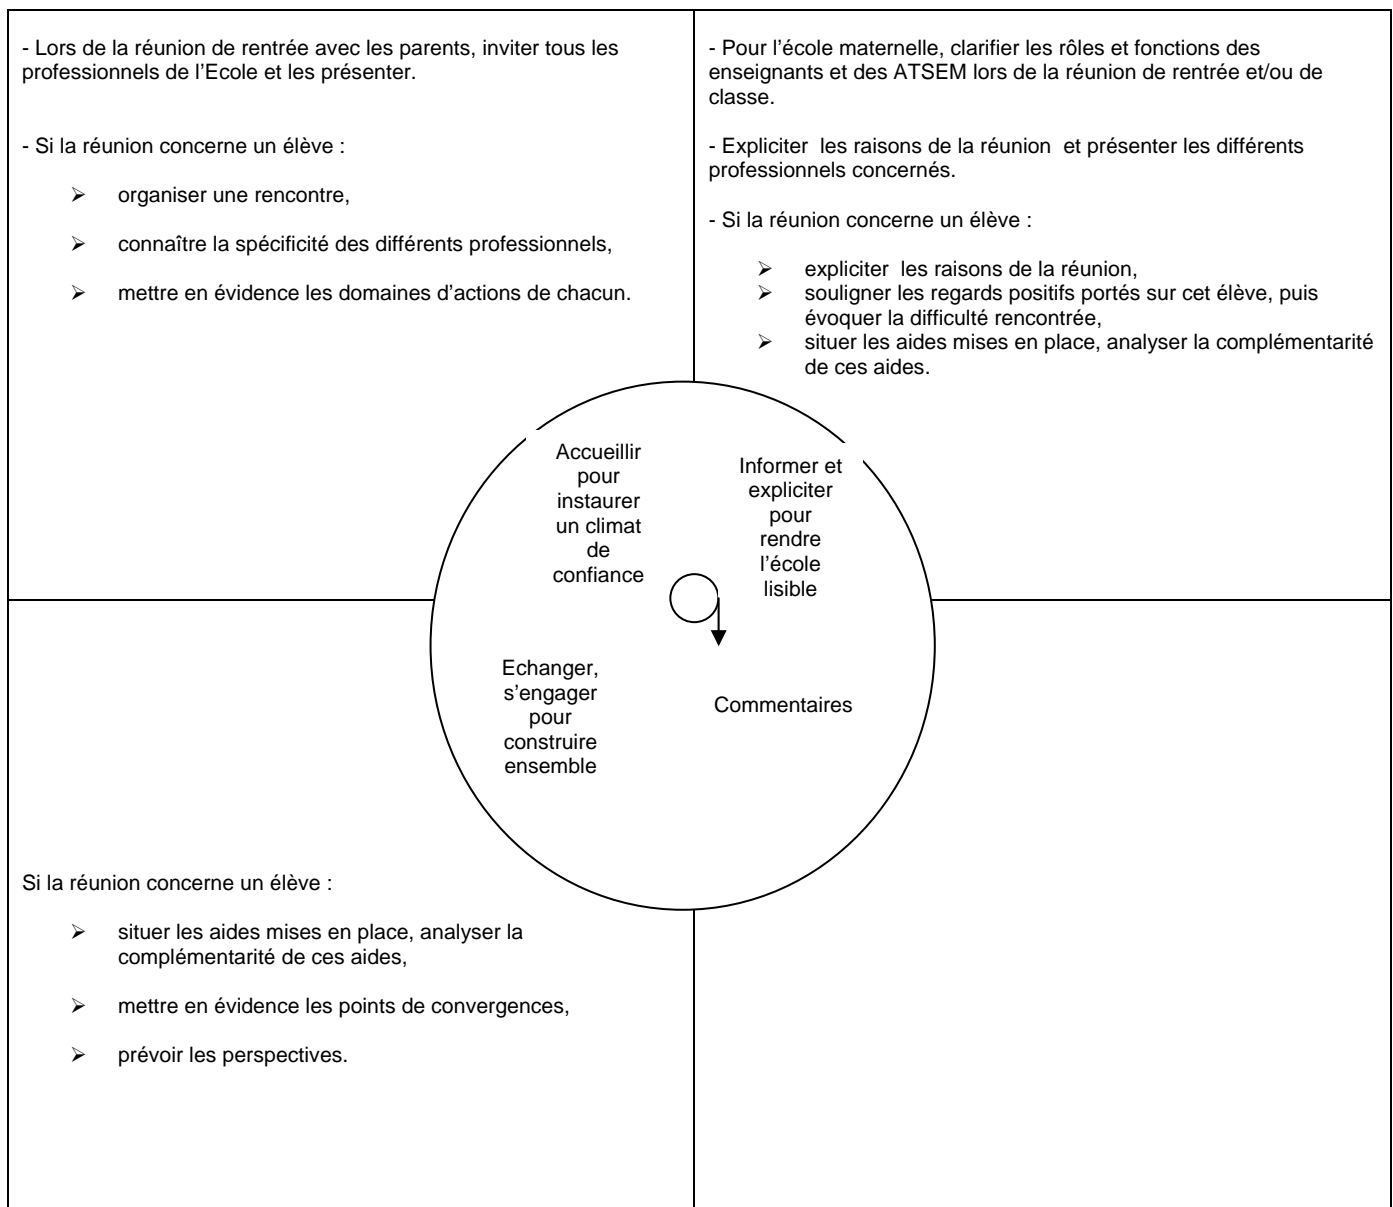 - Lors de la réunion de rentrée avec les parents, inviter tous les
professionnels de l'Ecole et les présenter.
- Si la réunion concerne un élève :
➢ organiser une rencontre,
➢ connaître la spécificité des différents professionnels,
➢ mettre en évidence les domaines d'actions de chacun.
- Pour l'école maternelle, clarifier les rôles et fonctions des
enseignants et des ATSEM lors de la réunion de rentrée et/ou de
classe.
- Expliciter les raisons de la réunion et présenter les différents
professionnels concernés.
- Si la réunion concerne un élève :
➢ expliciter les raisons de la réunion,
➢ souligner les regards positifs portés sur cet élève, puis
évoquer la difficulté rencontrée,
➢ situer les aides mises en place, analyser la complémentarité
de ces aides.
Accueillir
pour
instaurer
un climat
de
confiance
Informer et
expliciter
pour
rendre
l'école
lisible
Echanger,
s'engager
pour
construire
ensemble
Commentaires
Si la réunion concerne un élève :
➢ situer les aides mises en place, analyser la
complémentarité de ces aides,
➢ mettre en évidence les points de convergences,
➢ prévoir les perspectives.